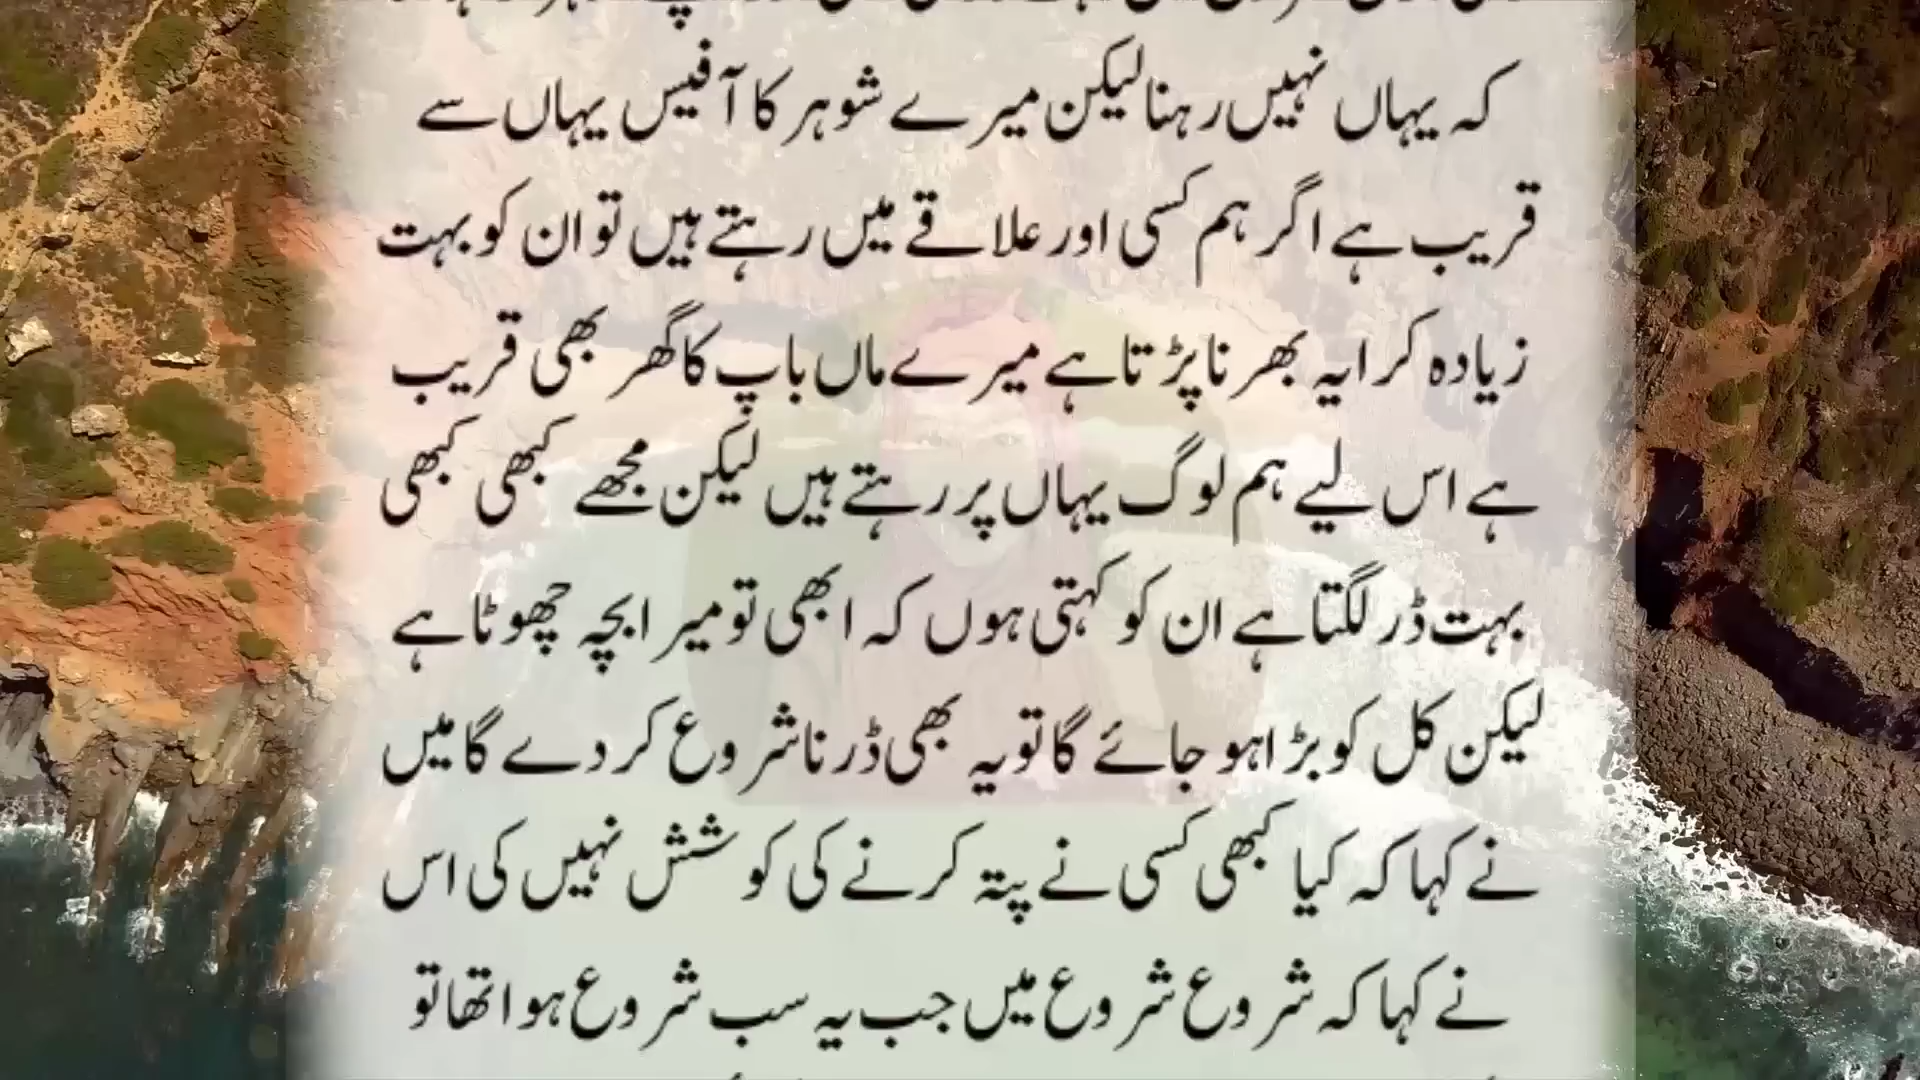 کہ یہاں نہیں رہنا لیکن میرے شوہر کا آفیس یہاں سے
قریب ہے اگر ہم کسی اور علاقے میں رہتے ہیں تو ان کو بہت
زیادہ کرایہ بھرنا پڑتا ہے میرے ماں باپ کا گھر بھی قریب
ہے اس لیے ہم لوگ یہاں پر رہتے ہیں لیکن مجھے کبھی کبھی
بہت ڈر لگتا ہے ان کو کہتی ہوں کہ ابھی تو میرا بچہ چھوٹا ہے
لیکن کل کو بڑا ہو جائے گا تو یہ بھی ڈرنا شروع کر دے گا میں
نے کہا کہ کیا کبھی کسی نے پتہ کرنے کی کوشش نہیں کی اس
نے کہا کہ شروع شروع میں جب یہ سب شروع ہوا تھا تو